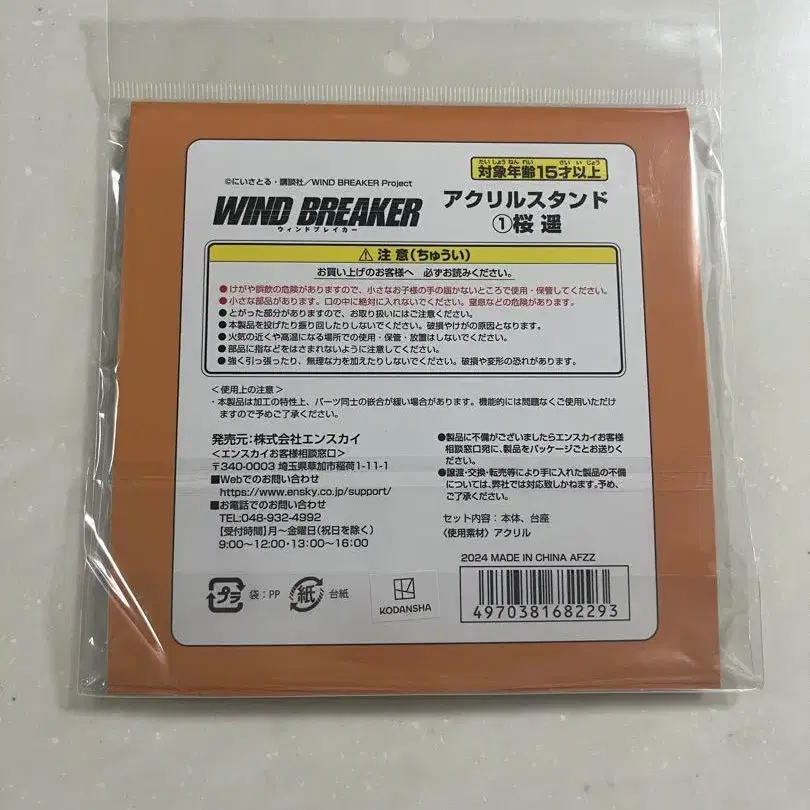 たいしょうねんれい さいいじょう
対象年齢15才以上
©にいさとる・講談社/WIND BREAKER Project
WIND BREAKER
ウィンドブレイカー
アクリルスタンド
①桜 遥
⚠注 意(ちゅうい)
お買い上げのお客様へ 必ずお読みください。
●けがや誤飲の危険がありますので、小さなお子様の手の届かないところで使用・保管してください。
●小さな部品があります。口の中に絶対に入れないでください。窒息などの危険があります。
●とがった部分がありますので、お取り扱いにはご注意ください。
●本製品を投げたり振り回したりしないでください。破損やけがの原因となります。
●火気の近くや高温になる場所での使用・保管・放置はしないでください。
●部品に指などをはさまれないように注意してください。
●強く引っ張ったり、無理な力を加えたりしないでください。破損や変形の恐れがあります。
<使用上の注意>
・本製品は加工の特性上、パーツ同士の嵌合が緩い場合があります。機能的には問題なくご使用いただけ
ますので予めご了承ください。
発売元:株式会社エンスカイ
<エンスカイお客様相談窓口>
〒340-0003 埼玉県草加市稲荷1-11-1
■Webでのお問い合わせ
https://www.ensky.co.jp/support/
■お電話でのお問い合わせ
TEL:048-932-4992
【受付時間】月~金曜日(祝日を除く)
9:00~12:00・13:00~16:00
●製品に不備がございましたらエンスカイお客様
相談窓口宛に、製品をパッケージごとお送りく
ださい。
●譲渡・交換・転売等により手に入れた製品の不備
については、弊社では対応致しかねます。予め、
ご了承ください。
セット内容:本体、台座
〈使用素材〉アクリル
2024 MADE IN CHINA AFZZ
プラ
袋:PP
紙
台紙
KODANSHA
4970381682293